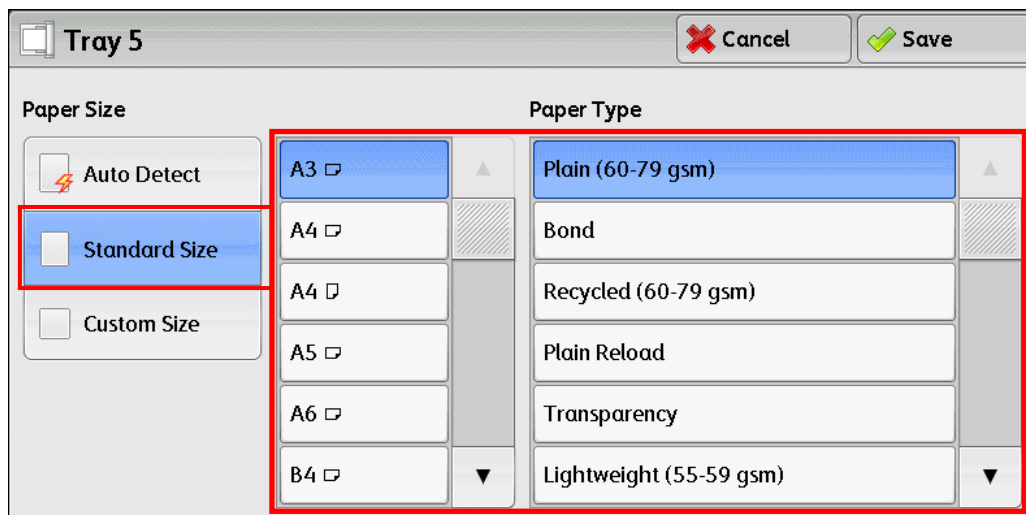 Tray 5
Cancel
Save
Paper Size
Paper Type
Auto Detect
Standard Size
Custom Size
A3
A4
A4
A5
A6
B4
Plain (60-79 gsm)
Bond
Recycled (60-79 gsm)
Plain Reload
Transparency
Lightweight (55-59 gsm)